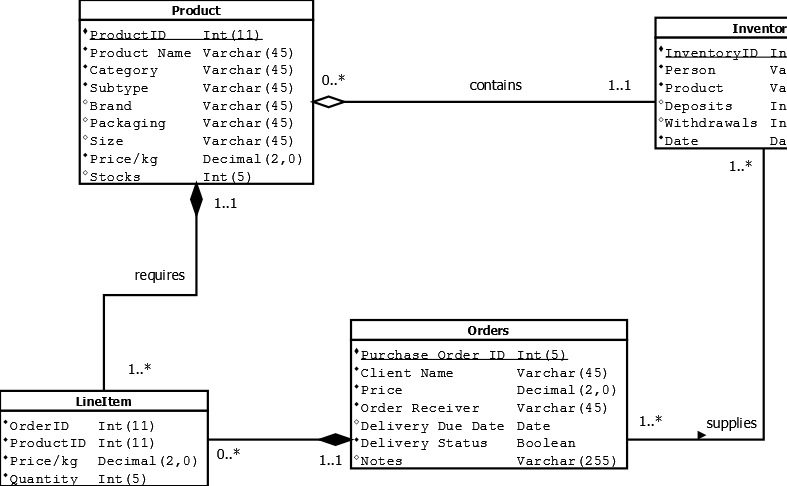 Product
ProductID Int(11)
Product Name Varchar(45)
Category Varchar(45)
Subtype Varchar(45)
Brand Varchar(45)
Packaging Varchar(45)
Size Varchar(45)
Price/kg Decimal(2,0)
Stocks Int(5)
0..*
contains
1..1
Inventor
InventoryID In
Person Va
Product Va
Deposits In
Withdrawals In
Date Da
1..*
1..1
requires
1..*
LineItem
OrderID Int(11)
ProductID Int(11)
Price/kg Decimal(2,0)
Quantity Int(5)
0..*
1..1
Orders
Purchase Order ID Int(5)
Client Name Varchar(45)
Price Decimal(2,0)
Order Receiver Varchar(45)
Delivery Due Date Date
Delivery Status Boolean
Notes Varchar(255)
1..*
supplies